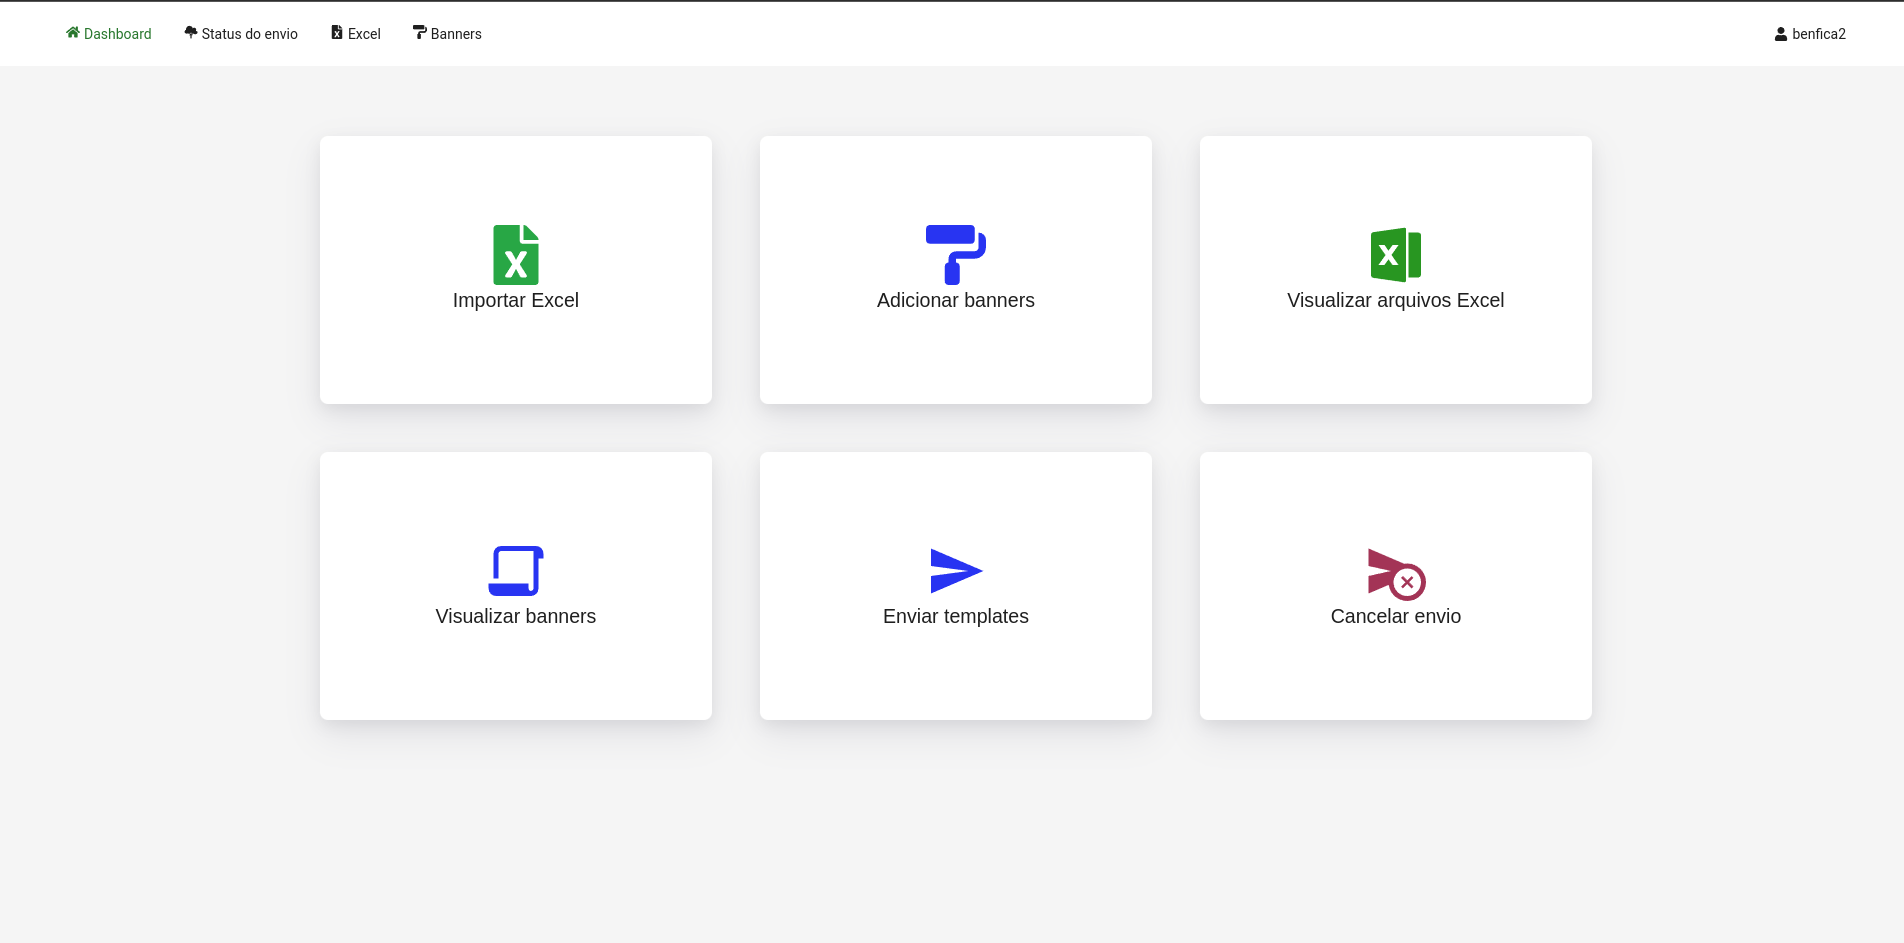 Dashboard
Status do envio
Excel
Banners
benfica2
Importar Excel
Adicionar banners
Visualizar arquivos Excel
Visualizar banners
Enviar templates
Cancelar envio